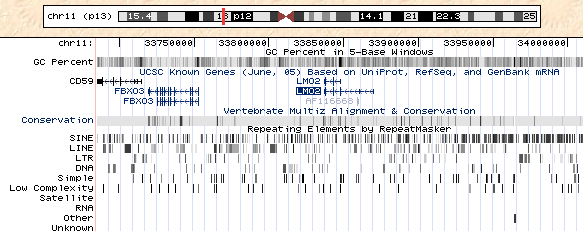 chr11 (p13) 15.4 13 p12 14.1 21 22.3 25
chr11: 33750000 33800000 33850000 33900000 33950000 34000000
GC Percent in 5-Base Windows
GC Percent
UCSC Known Genes (June, 05) Based on UniProt, RefSeq, and GenBank mRNA
CD59 LMO2
FBXO3 LMO2
FBXO3 AF116668
Vertebrate Multiz Alignment & Conservation
Conservation
Repeating Elements by RepeatMasker
SINE
LINE
LTR
DNA
Simple
Low Complexity
Satellite
RNA
Other
Unknown